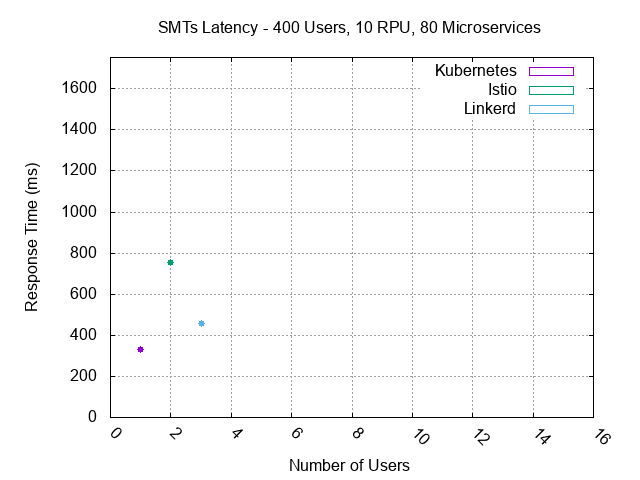 SMTs Latency - 400 Users, 10 RPU, 80 Microservices
Kubernetes
Istio
Linkerd
1600
1400
1200
1000
800
600
400
200
0
Response Time (ms)
0 2 4 6 8 10 12 14 16
Number of Users